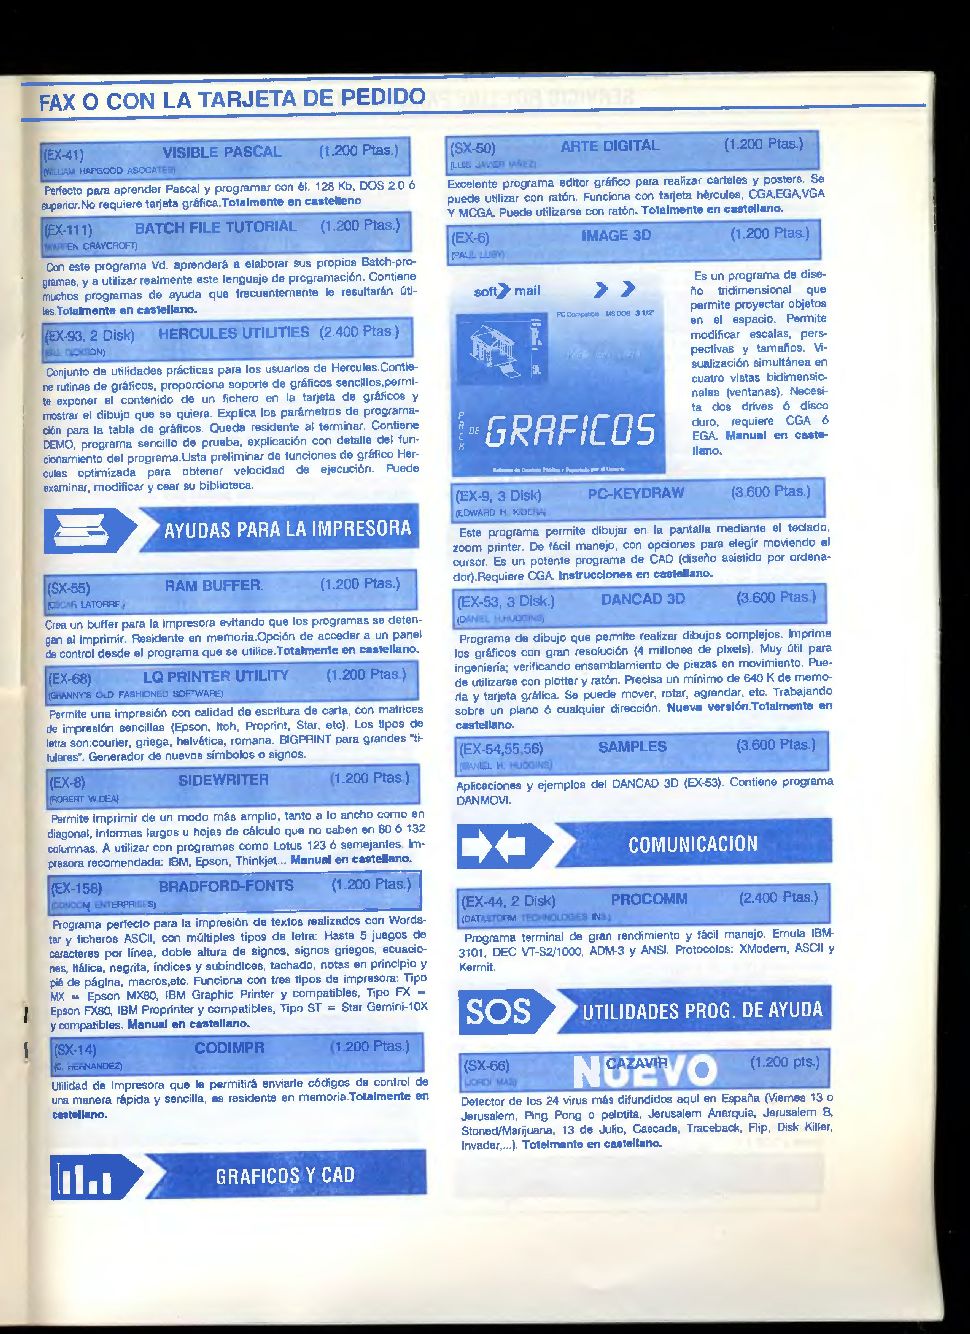 FAX O CON LA TARJETA DE PEDIDO
(EX-41) VISIBLE PASCAL (1.200 Ptas.)
HAPGOOD
Perfecto para aprender Pascal y programar con él. 128 Kb, DOS 2.0 ó
superior.No requiere tarjeta gráfica.Totalmente en castellano
(EX-111) BATCH FILE TUTORIAL (1.200 Ptas.)
CRAYCROFT)
Con este programa Vd. aprenderá a elaborar sus propios Batch-pro-
gramas, y a utilizar realmente este lenguaje de programación. Contiene
muchos programas de ayuda que frecuentemente le resultarán úti-
les.Totalmente en castellano.
(EX-93, 2 Disk) HERCULES UTILITIES (2.400 Ptas.)
Conjunto de utilidades prácticas para los usuarios de Hercules.Contie-
ne rutinas de gráficos, proporciona soporte de gráficos sencillos,permi-
te exponer el contenido de un fichero en la tarjeta de gráficos y
mostrar el dibujo que se quiera. Explica los parámetros de programa-
ción para la tabla de gráficos. Queda residente al terminar. Contiene
DEMO, programa sencillo de prueba, explicación con detalle del fun-
cionamiento del programa.Lista preliminar de funciones de gráfico Her-
cules optimizada para obtener velocidad de ejecución. Puede
examinar, modificar y cear su biblioteca.
AYUDAS PARA LA IMPRESORA
(SX-55) RAM BUFFER. (1.200 Ptas.)
LATORRE)
Crea un buffer para la impresora evitando que los programas se deten-
gan al imprimir. Residente en memoria.Opción de acceder a un panel
de control desde el programa que se utilice.Totalmente en castellano.
(EX-68) LQ PRINTER UTILITY (1.200 Ptas.)
(GRANNY'S OLD FASHIONED SOFTWARE)
Permite una impresión con calidad de escritura de carta, con matrices
de impresión sencillas (Epson, Itoh, Proprint, Star, etc). Los tipos de
letra son:courier, griega, helvética, romana. BIGPRINT para grandes "ti-
tulares". Generador de nuevos símbolos o signos.
(EX-8) SIDEWRITER (1.200 Ptas.)
(ROBERT W.DEA)
Permite imprimir de un modo más amplio, tanto a lo ancho como en
diagonal, informas largos u hojas de cálculo que no caben en 80 ó 132
columnas. A utilizar con programas como Lotus 123 ó semejantes. Im-
presora recomendada: IBM, Epson, Thinkjet... Manual en castellano.
(EX-158) BRADFORD-FONTS (1.200 Ptas.)
ENTERPRISES)
Programa perfecto para la impresión de textos realizados con Words-
tar y ficheros ASCII, con múltiples tipos de letra: Hasta 5 juegos de
caracteres por línea, doble altura de signos, signos griegos, ecuacio-
nes, itálica, negrita, índices y subindices, tachado, notas en principio y
pié de página, macros,etc. Funciona con tres tipos de impresora: Tipo
MX = Epson MX80, IBM Graphic Printer y compatibles, Tipo FX =
Epson FX80, IBM Proprinter y compatibles, Tipo ST = Star Gemini-10X
y compatibles. Manual en castellano.
(SX-14) CODIMPR (1.200 Ptas.)
HERNANDEZ)
Utilidad de Impresora que le permitirá enviarle códigos de control de
una manera rápida y sencilla, es residente en memoria.Totalmente en
castellano.
GRAFICOS Y CAD
(SX-50) ARTE DIGITAL (1.200 Ptas.)
Excelente programa editor gráfico para realizar carteles y posters. Se
puede utilizar con ratón. Funciona con tarjeta hércules, CGA,EGA,VGA
Y MCGA. Puede utilizarse con ratón. Totalmente en castellano.
(EX-6) IMAGE 3D (1.200 Ptas.)
soft mail
PC Compatible MS DOS 3 1/2"
PACK DE GRAFICOS
Es un programa de dise-
ño tridimensional que
permite proyectar objetos
en el espacio. Permite
modificar escalas, pers-
pectivas y tamaños. Vi-
sualización simultánea en
cuatro vistas bidimensio-
nales (ventanas). Necesi-
ta dos drives ó disco
duro, requiere CGA ó
EGA. Manual en caste-
llano.
(EX-9, 3 Disk) PC-KEYDRAW (3.600 Ptas.)
(EDWARD H.
Este programa permite dibujar en la pantalla mediante el teclado,
zoom printer. De fácil manejo, con opciones para elegir moviendo el
cursor. Es un potente programa de CAD (diseño asistido por ordena-
dor).Requiere CGA. Instrucciones en castellano.
(EX-53, 3 Disk.) DANCAD 3D (3.600 Ptas.)
Programa de dibujo que permite realizar dibujos complejos. Imprime
los gráficos con gran resolución (4 millones de pixels). Muy útil para
ingeniería; verificando ensamblamiento de piezas en movimiento. Pue-
de utilizarse con plotter y ratón. Precisa un mínimo de 640 K de memo-
ria y tarjeta gráfica. Se puede mover, rotar, agrandar, etc. Trabajando
sobre un plano ó cualquier dirección. Nueva versión.Totalmente en
castellano.
(EX-54,55,56) SAMPLES (3.600 Ptas.)
Aplicaciones y ejemplos del DANCAD 3D (EX-53). Contiene programa
DANMOVI.
COMUNICACION
(EX-44, 2 Disk) PROCOMM (2.400 Ptas.)
Programa terminal de gran rendimiento y fácil manejo. Emula IBM-
3101, DEC VT-S2/1000, ADM-3 y ANSI. Protocolos: XModem, ASCII y
Kermit.
SOS UTILIDADES PROG. DE AYUDA
(SX-66) CAZAVIR (1.200 pts.)
NUEVO
Detector de los 24 virus más difundidos aquí en España (Viernes 13 o
Jerusalem, Ping Pong o pelotita, Jerusalem Anarquia, Jerusalem B,
Stoned/Marijuana, 13 de Julio, Cascada, Traceback, Flip, Disk Killer,
Invader,...). Totelmante en castellano.